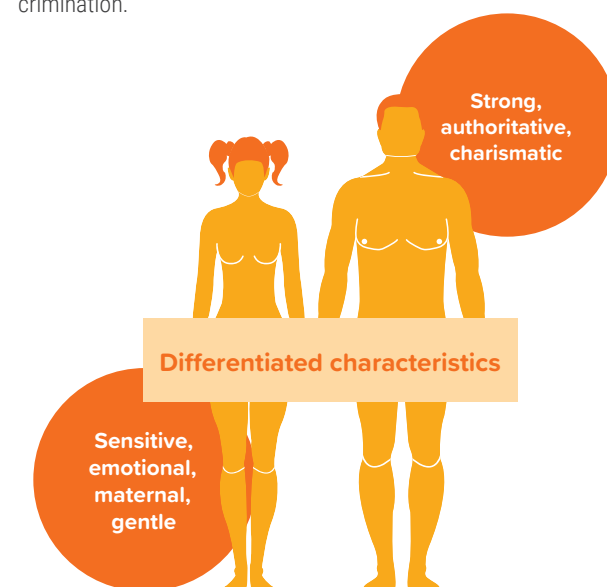 crimination.
Strong,
authoritative,
charismatic
Differentiated characteristics
Sensitive,
emotional,
maternal,
gentle